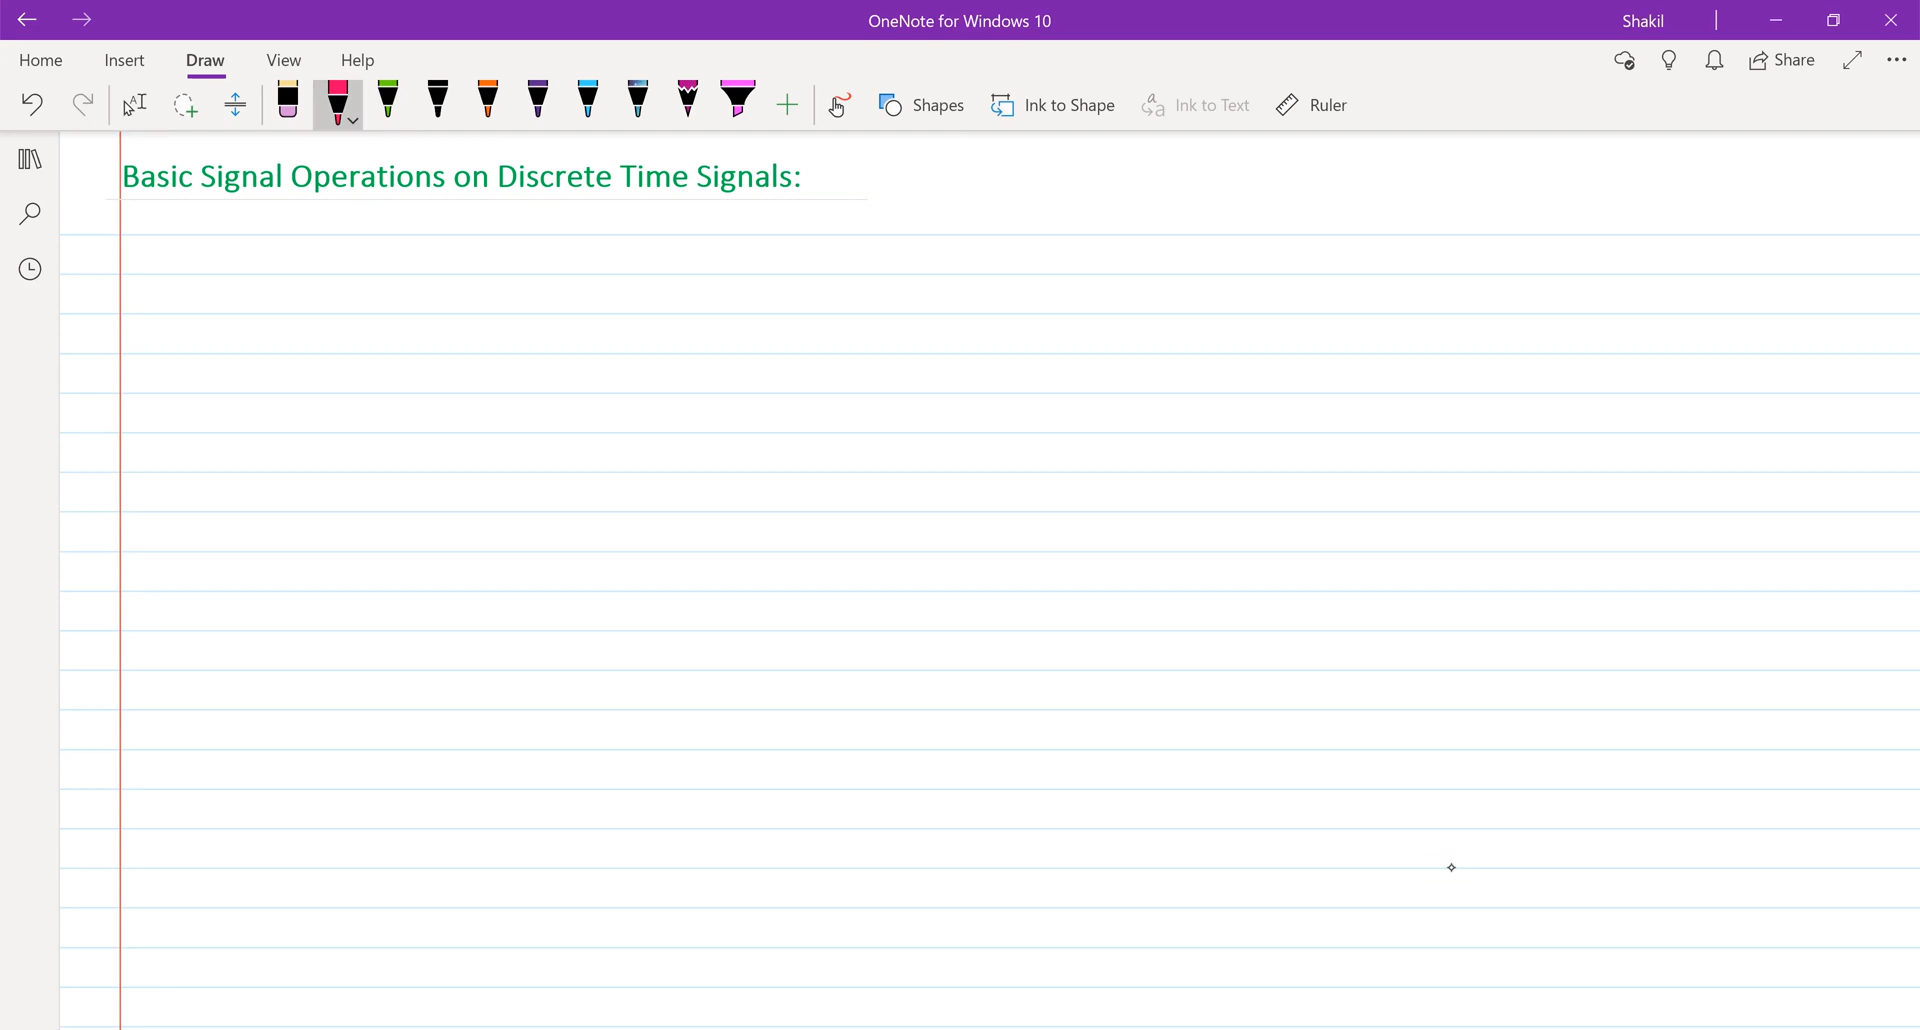 OneNote for Windows 10
Shakil
Home Insert Draw View Help
Share
Shapes Ink to Shape Ink to Text Ruler
Basic Signal Operations on Discrete Time Signals: